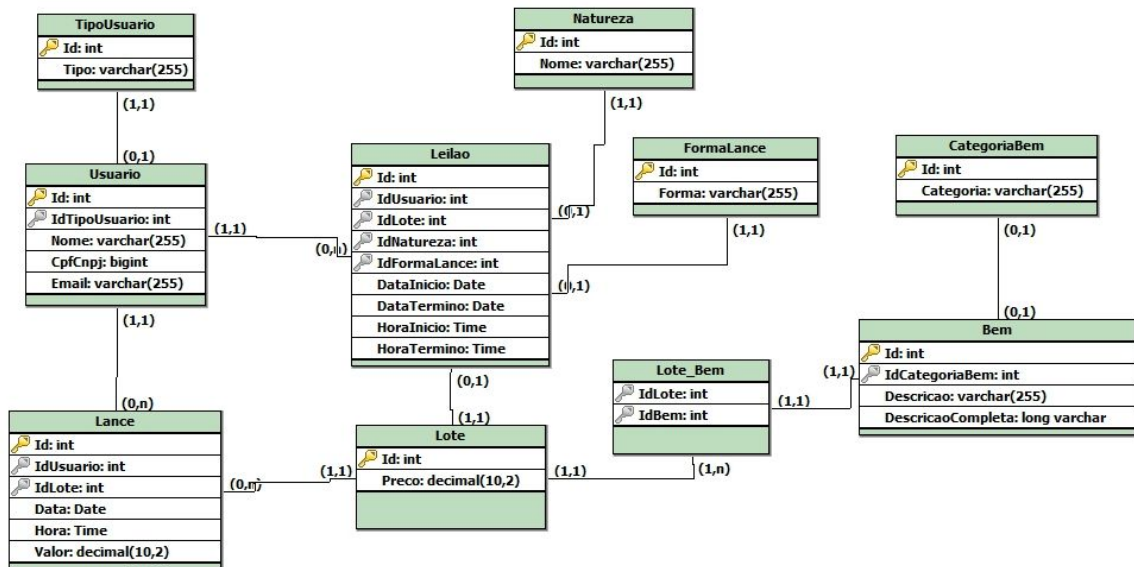 TipoUsuario
Id: int
Tipo: varchar(255)
(1,1)
(0,1)
Usuario
Id: int
IdTipoUsuario: int
Nome: varchar(255)
CpfCnpj: bigint
Email: varchar(255)
(1,1)
(0,n)
(1,1)
(0,n)
Lance
Id: int
IdUsuario: int
IdLote: int
Data: Date
Hora: Time
Valor: decimal(10,2)
(0,n)
(1,1)
Natureza
Id: int
Nome: varchar(255)
(1,1)
(0,1)
Leilao
Id: int
IdUsuario: int
IdLote: int
IdNatureza: int
IdFormaLance: int
DataInicio: Date
DataTermino: Date
HoraInicio: Time
HoraTermino: Time
(0,1)
(1,1)
Lote
Id: int
Preco: decimal(10,2)
(1,1)
(1,n)
FormaLance
Id: int
Forma: varchar(255)
(1,1)
(0,1)
Lote_Bem
IdLote: int
IdBem: int
(1,1)
(1,1)
CategoriaBem
Id: int
Categoria: varchar(255)
(0,1)
(0,1)
Bem
Id: int
IdCategoriaBem: int
Descricao: varchar(255)
DescricaoCompleta: long varchar